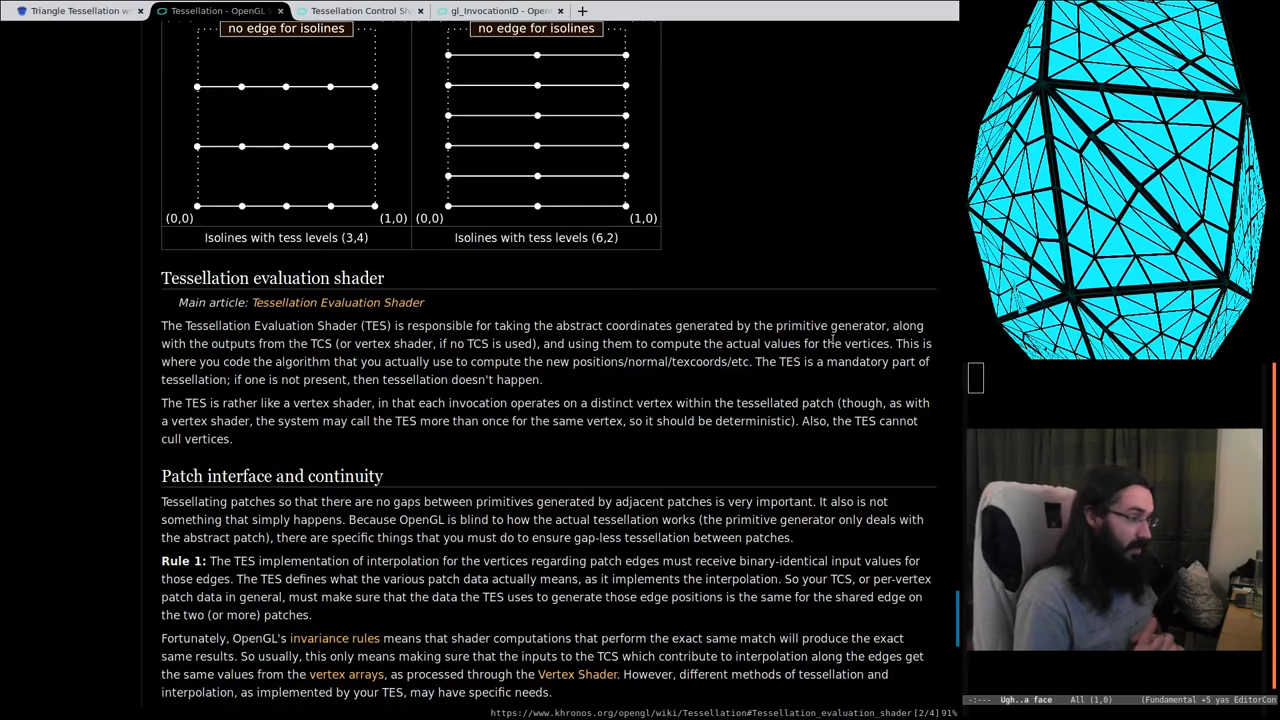 Triangle Tessellation wi
Tessellation - OpenGL
Tessellation Control Sha
gl_InvocationID - OpenG
no edge for isolines
no edge for isolines
(0,0)
(1,0)
(0,0)
(1,0)
Isolines with tess levels (3,4)
Isolines with tess levels (6,2)
Tessellation evaluation shader
Main article: Tessellation Evaluation Shader
The Tessellation Evaluation Shader (TES) is responsible for taking the abstract coordinates generated by the primitive generator, along
with the outputs from the TCS (or vertex shader, if no TCS is used), and using them to compute the actual values for the vertices. This is
where you code the algorithm that you actually use to compute the new positions/normal/texcoords/etc. The TES is a mandatory part of
tessellation; if one is not present, then tessellation doesn't happen.
The TES is rather like a vertex shader, in that each invocation operates on a distinct vertex within the tessellated patch (though, as with
a vertex shader, the system may call the TES more than once for the same vertex, so it should be deterministic). Also, the TES cannot
cull vertices.
Patch interface and continuity
Tessellating patches so that there are no gaps between primitives generated by adjacent patches is very important. It also is not
something that simply happens. Because OpenGL is blind to how the actual tessellation works (the primitive generator only deals with
the abstract patch), there are specific things that you must do to ensure gap-less tessellation between patches.
Rule 1: The TES implementation of interpolation for the vertices regarding patch edges must receive binary-identical input values for
those edges. The TES defines what the various patch data actually means, as it implements the interpolation. So your TCS, or per-vertex
patch data in general, must make sure that the data the TES uses to generate those edge positions is the same for the shared edge on
the two (or more) patches.
Fortunately, OpenGL's invariance rules means that shader computations that perform the exact same match will produce the exact
same results. So usually, this only means making sure that the inputs to the TCS which contribute to interpolation along the edges get
the same values from the vertex arrays, as processed through the Vertex Shader. However, different methods of tessellation and
interpolation, as implemented by your TES, may have specific needs.
https://www.khronos.org/opengl/wiki/Tessellation#Tessellation_evaluation_shader [2/4] 91%
-:--- Ugh..a face All (1,0) (Fundamental +5 yas EditorCon